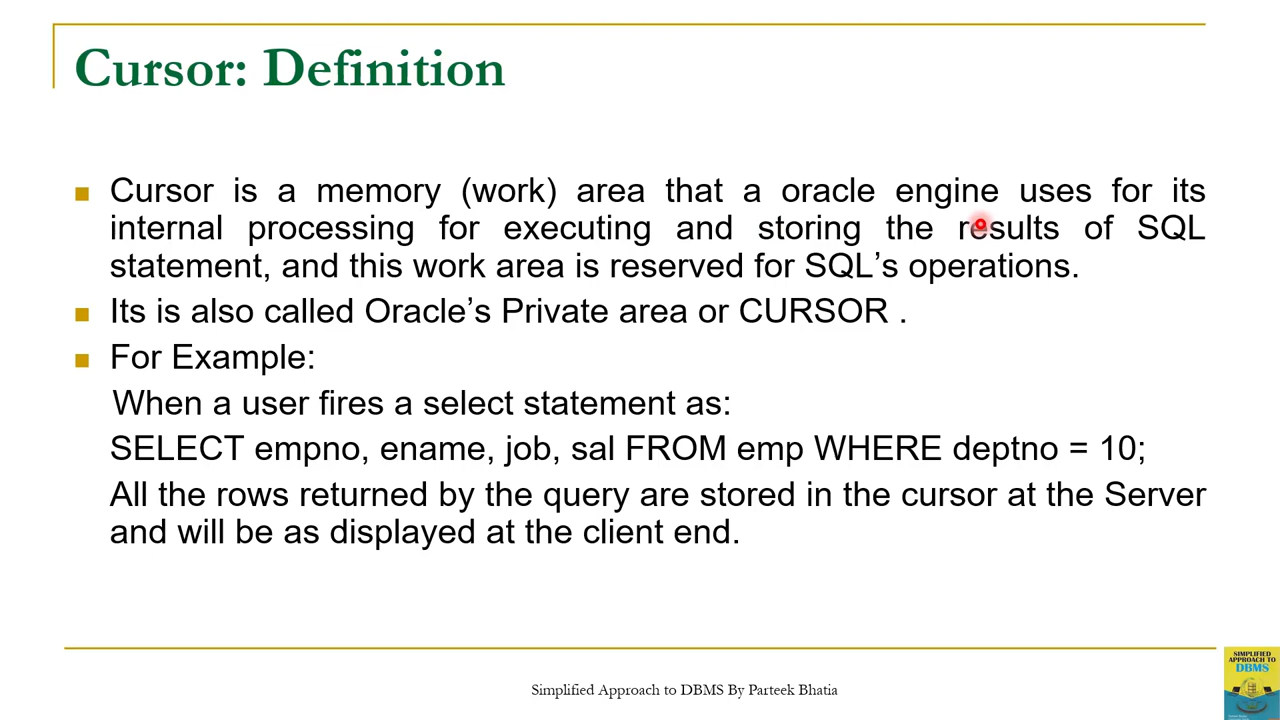 Cursor: Definition
Cursor is a memory (work) area that a oracle engine uses for its
internal processing for executing and storing the results of SQL
statement, and this work area is reserved for SQL’s operations.
Its is also called Oracle’s Private area or CURSOR .
For Example:
When a user fires a select statement as:
SELECT empno, ename, job, sal FROM emp WHERE deptno = 10;
All the rows returned by the query are stored in the cursor at the Server
and will be as displayed at the client end.
Simplified Approach to DBMS By Parteek Bhatia
SIMPLIFIED
APPROACH TO
DBMS